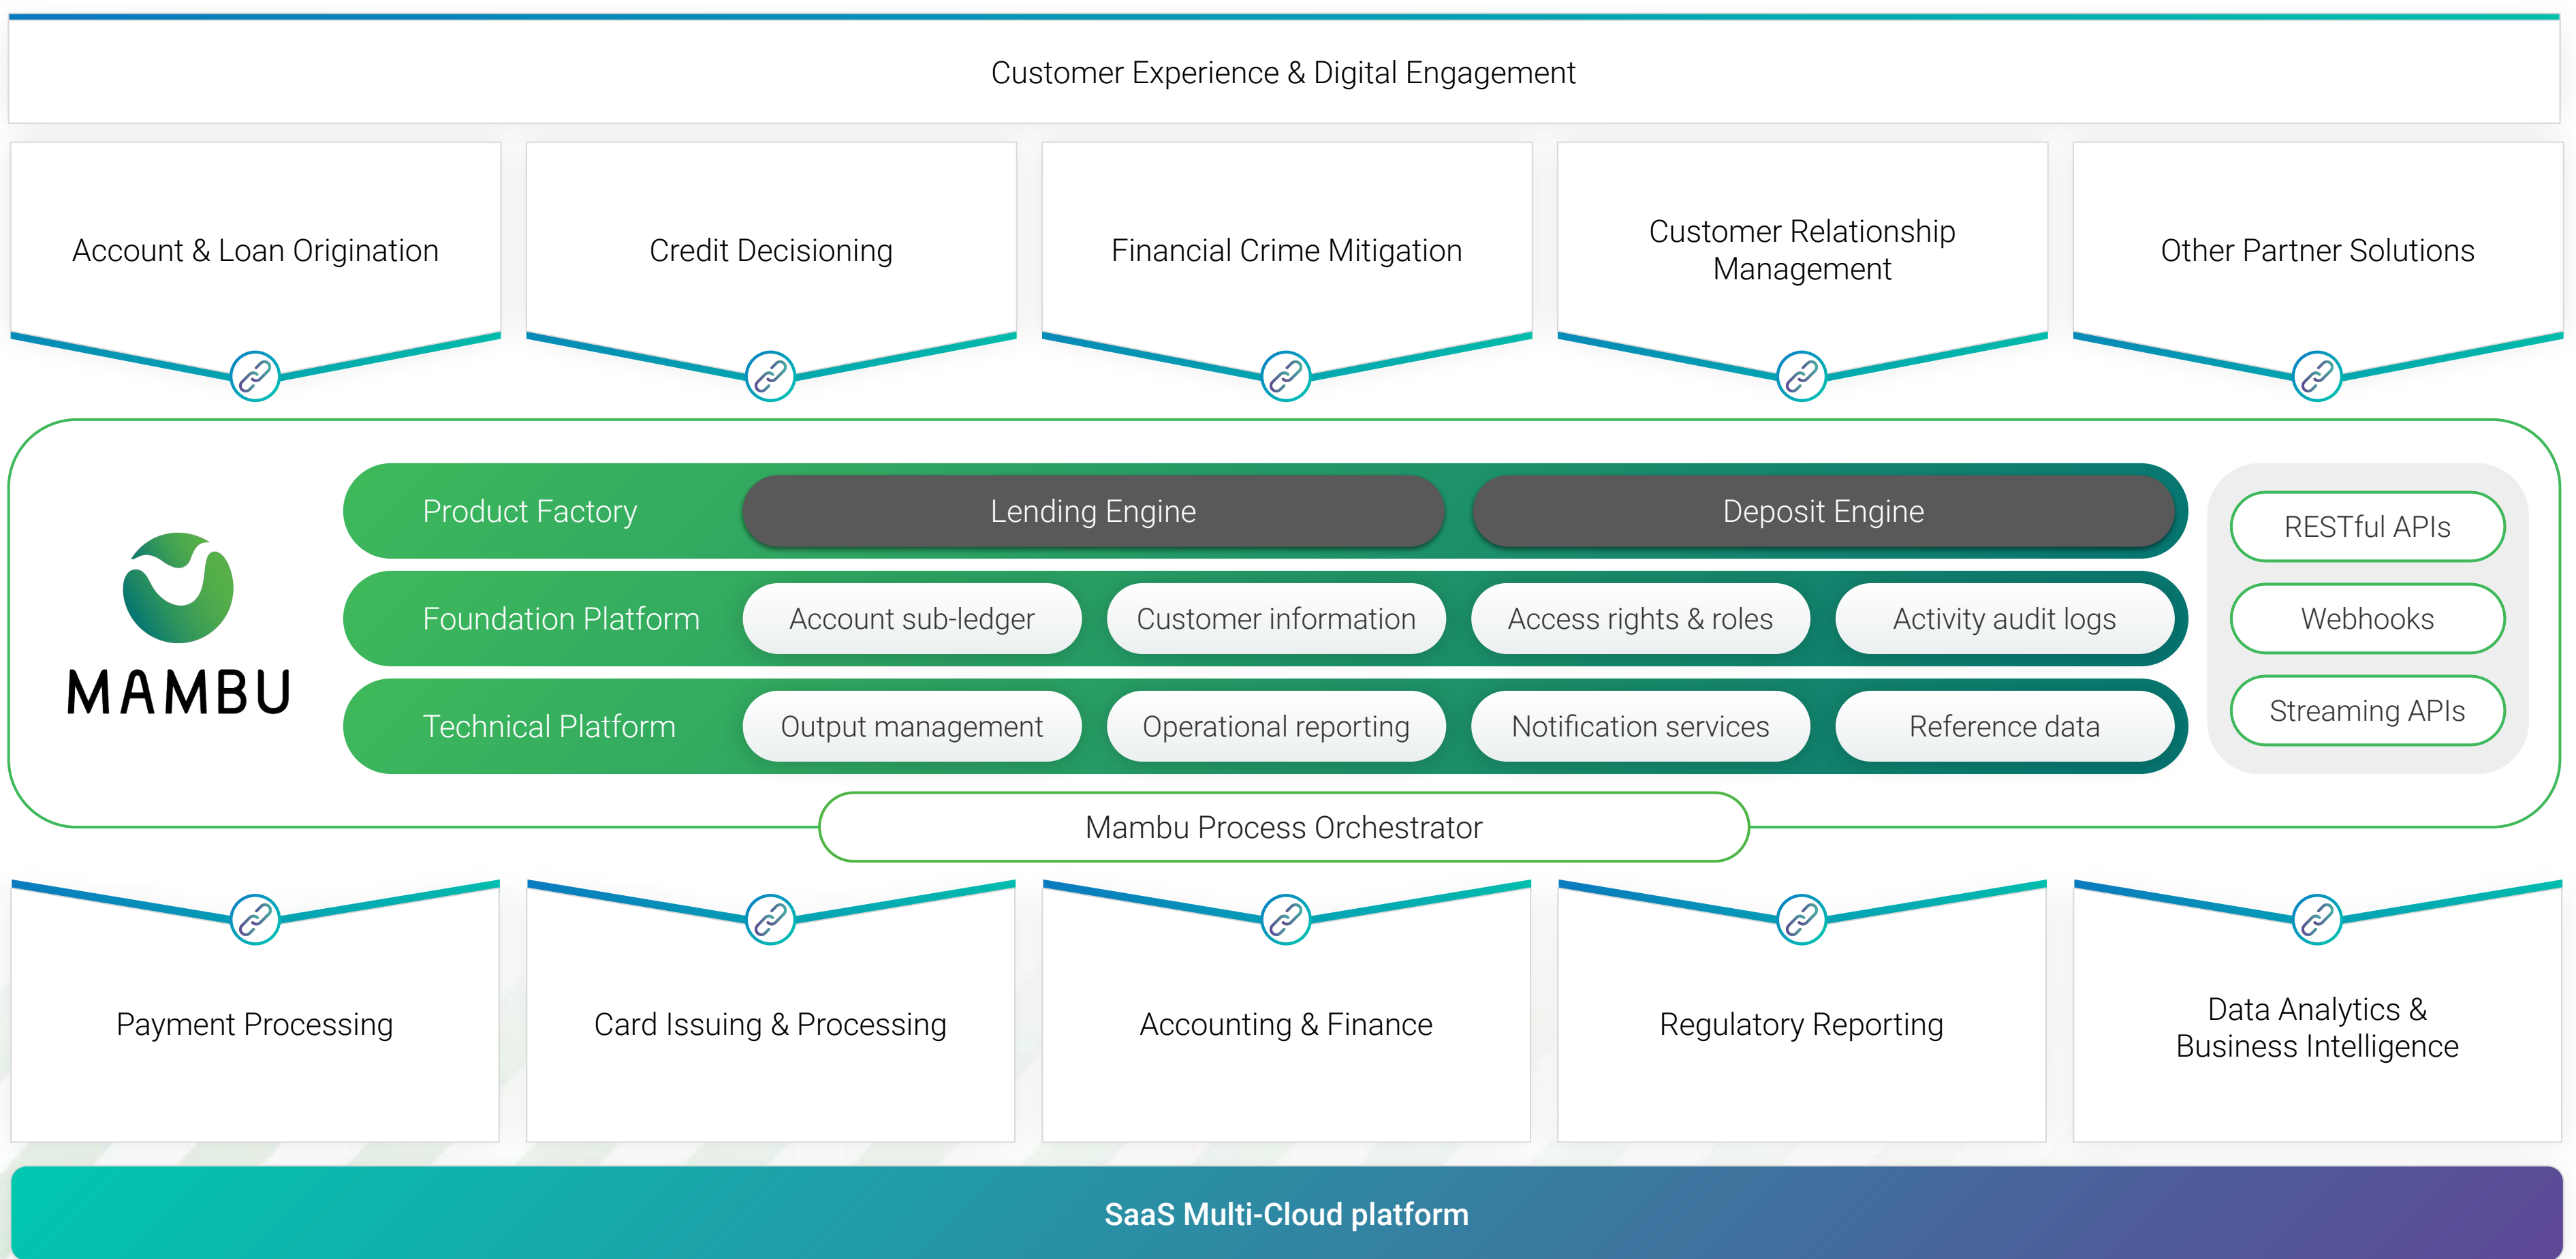 Customer Experience & Digital Engagement
Account & Loan Origination
Credit Decisioning
Financial Crime Mitigation
Customer Relationship
Management
Other Partner Solutions
MAMBU
Product Factory
Lending Engine
Deposit Engine
Foundation Platform
Account sub-ledger
Customer information
Access rights & roles
Activity audit logs
Technical Platform
Output management
Operational reporting
Notification services
Reference data
RESTful APIs
Webhooks
Streaming APIs
Mambu Process Orchestrator
Payment Processing
Card Issuing & Processing
Accounting & Finance
Regulatory Reporting
Data Analytics &
Business Intelligence
SaaS Multi-Cloud platform